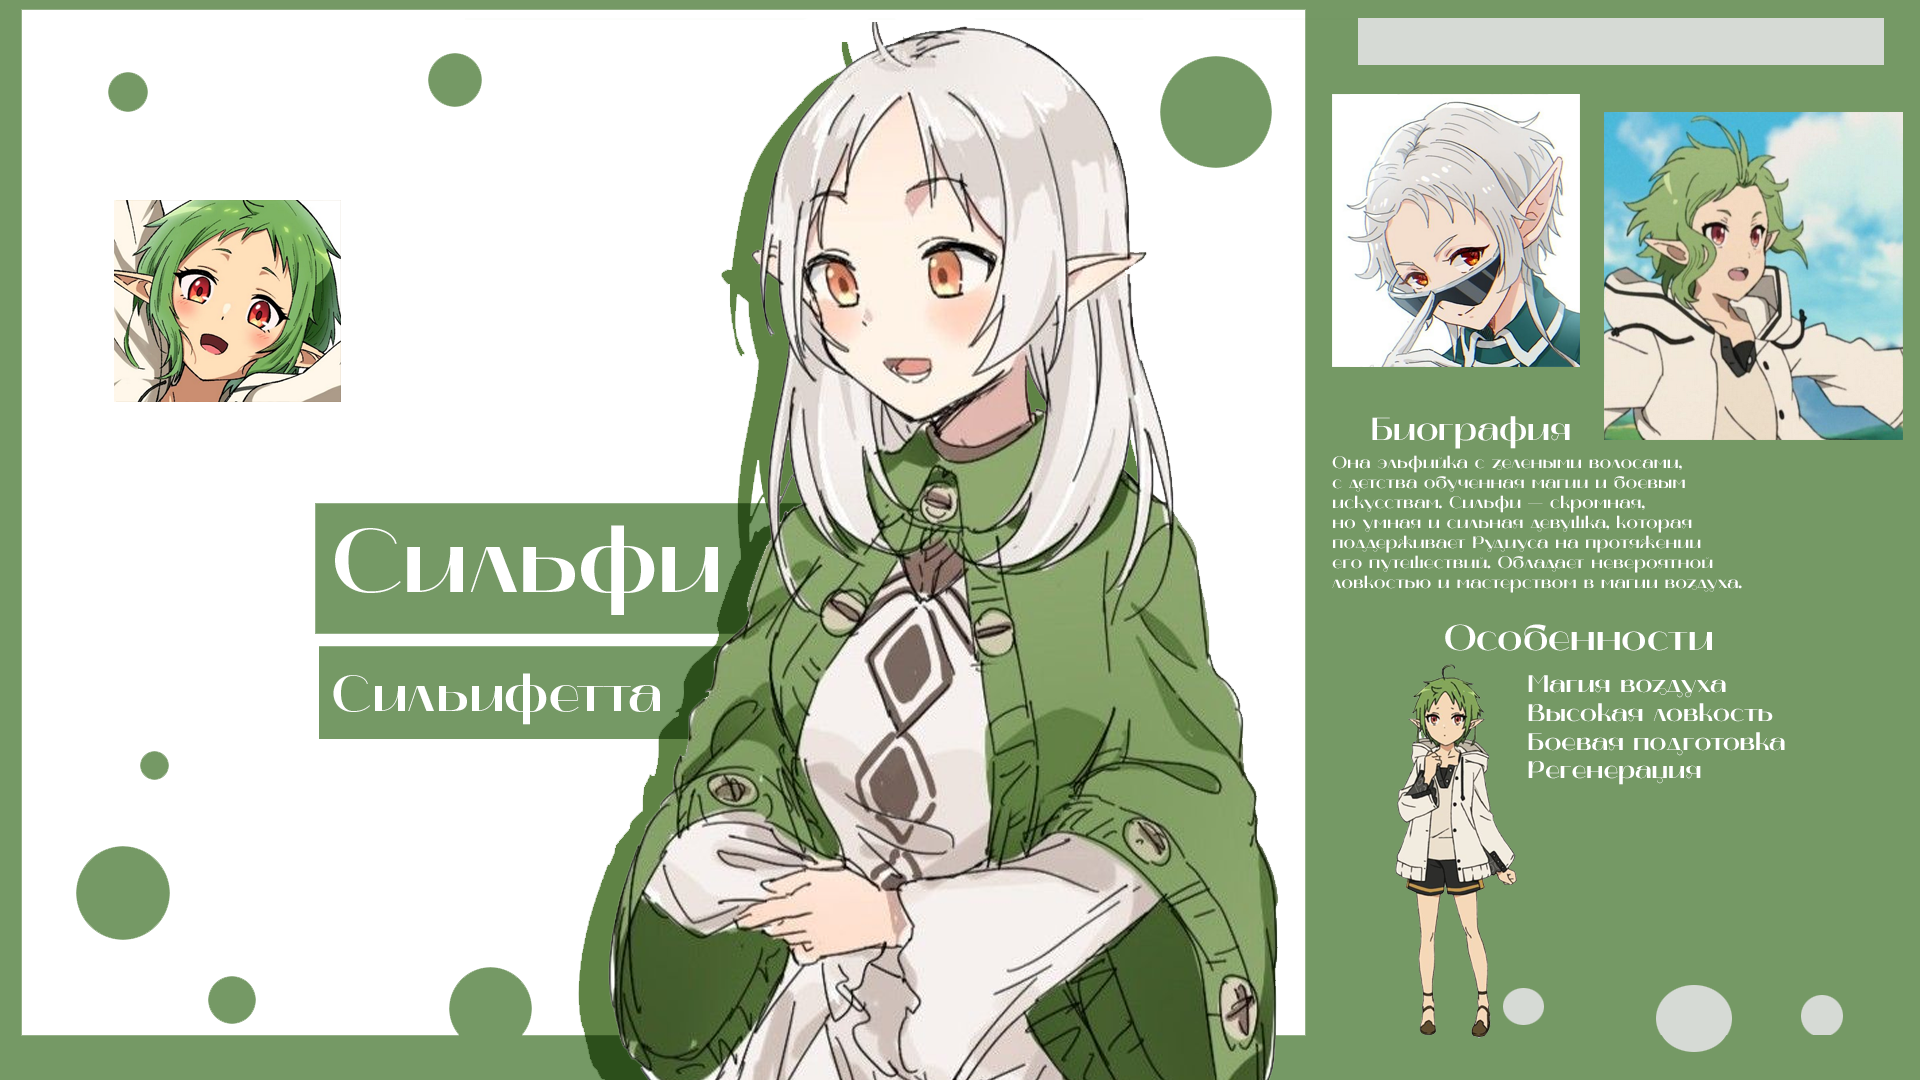 Сильфи
Сильифетта
Биография
Она эльфийка с зелеными волосами,
с детства обученная магии и боевым
искусствам. Сильфи — скромная,
но умная и сильная девушка, которая
поддерживает Рудиуса на протяжении
его путешествий. Обладает невероятной
ловкостью и мастерством в магии воздуха.
Особенности
Магия воздуха
Высокая ловкость
Боевая подготовка
Регенерация